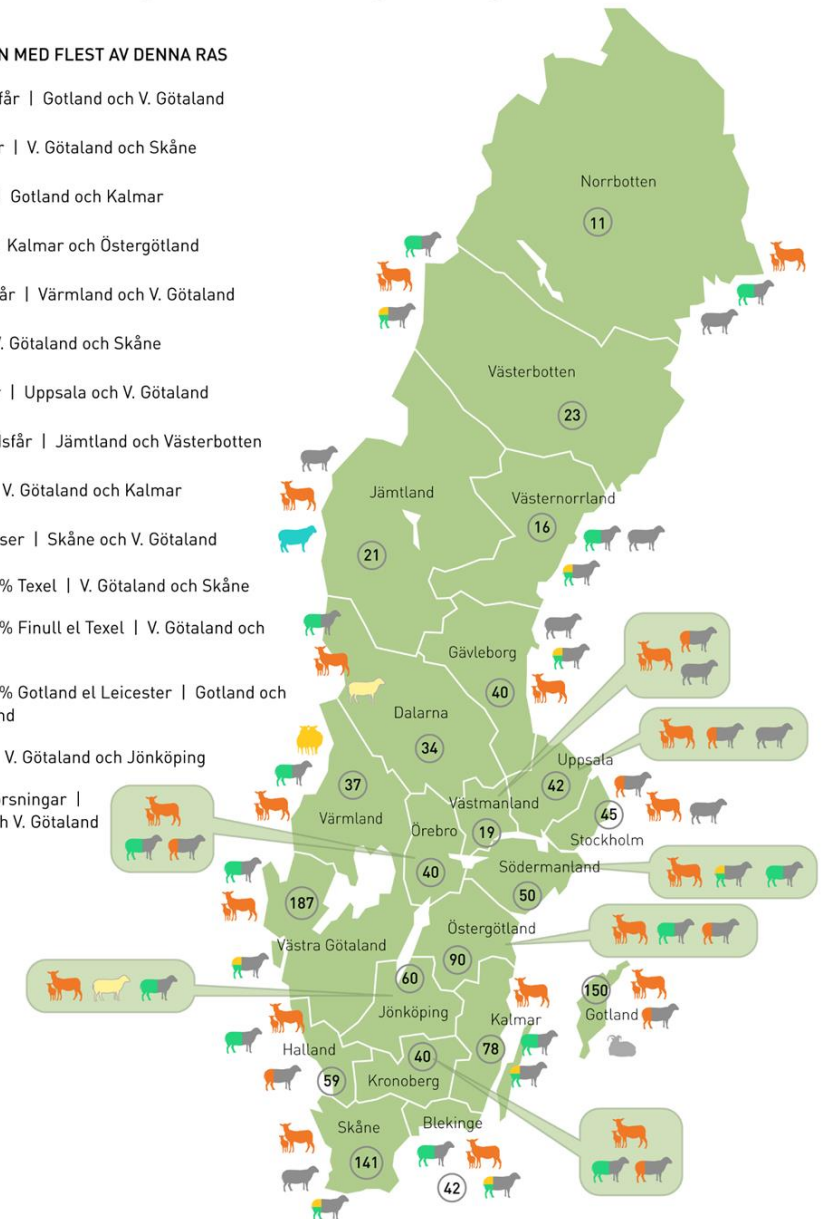 N MED FLEST AV DENNA RAS
får | Gotland och V. Götaland
r | V. Götaland och Skåne
| Gotland och Kalmar
| Kalmar och Östergötland
år | Värmland och V. Götaland
V. Götaland och Skåne
r | Uppsala och V. Götaland
dsfår | Jämtland och Västerbotten
V. Götaland och Kalmar
ser | Skåne och V. Götaland
% Texel | V. Götaland och Skåne
% Finull el Texel | V. Götaland och
% Gotland el Leicester | Gotland och
nd
V. Götaland och Jönköping
orsningar |
h V. Götaland
Norrbotten
11
Västerbotten
23
Jämtland
21
Västernorrland
16
Gävleborg
40
Dalarna
34
Uppsala
42
Värmland
37
Västmanland
19
Stockholm
45
Örebro
40
Södermanland
50
187
Västra Götaland
Östergötland
90
60
Jönköping
150
Gotland
Kalmar
78
Halland
59
40
Kronoberg
Skåne
141
Blekinge
42